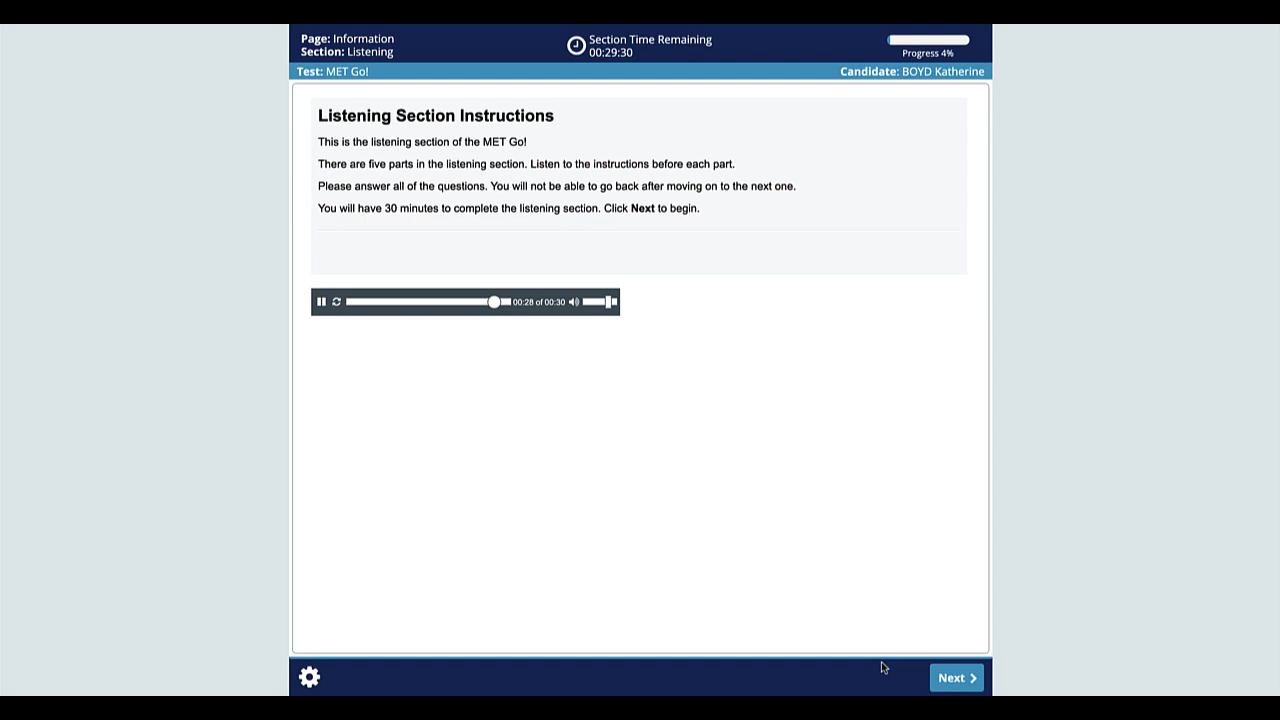 Page: Information
Section: Listening
Section Time Remaining
00:29:30
Progress 4%
Test: MET Go!
Candidate: BOYD Katherine
Listening Section Instructions
This is the listening section of the MET Go!
There are five parts in the listening section. Listen to the instructions before each part.
Please answer all of the questions. You will not be able to go back after moving on to the next one.
You will have 30 minutes to complete the listening section. Click Next to begin.
00:28 of 00:30
Next